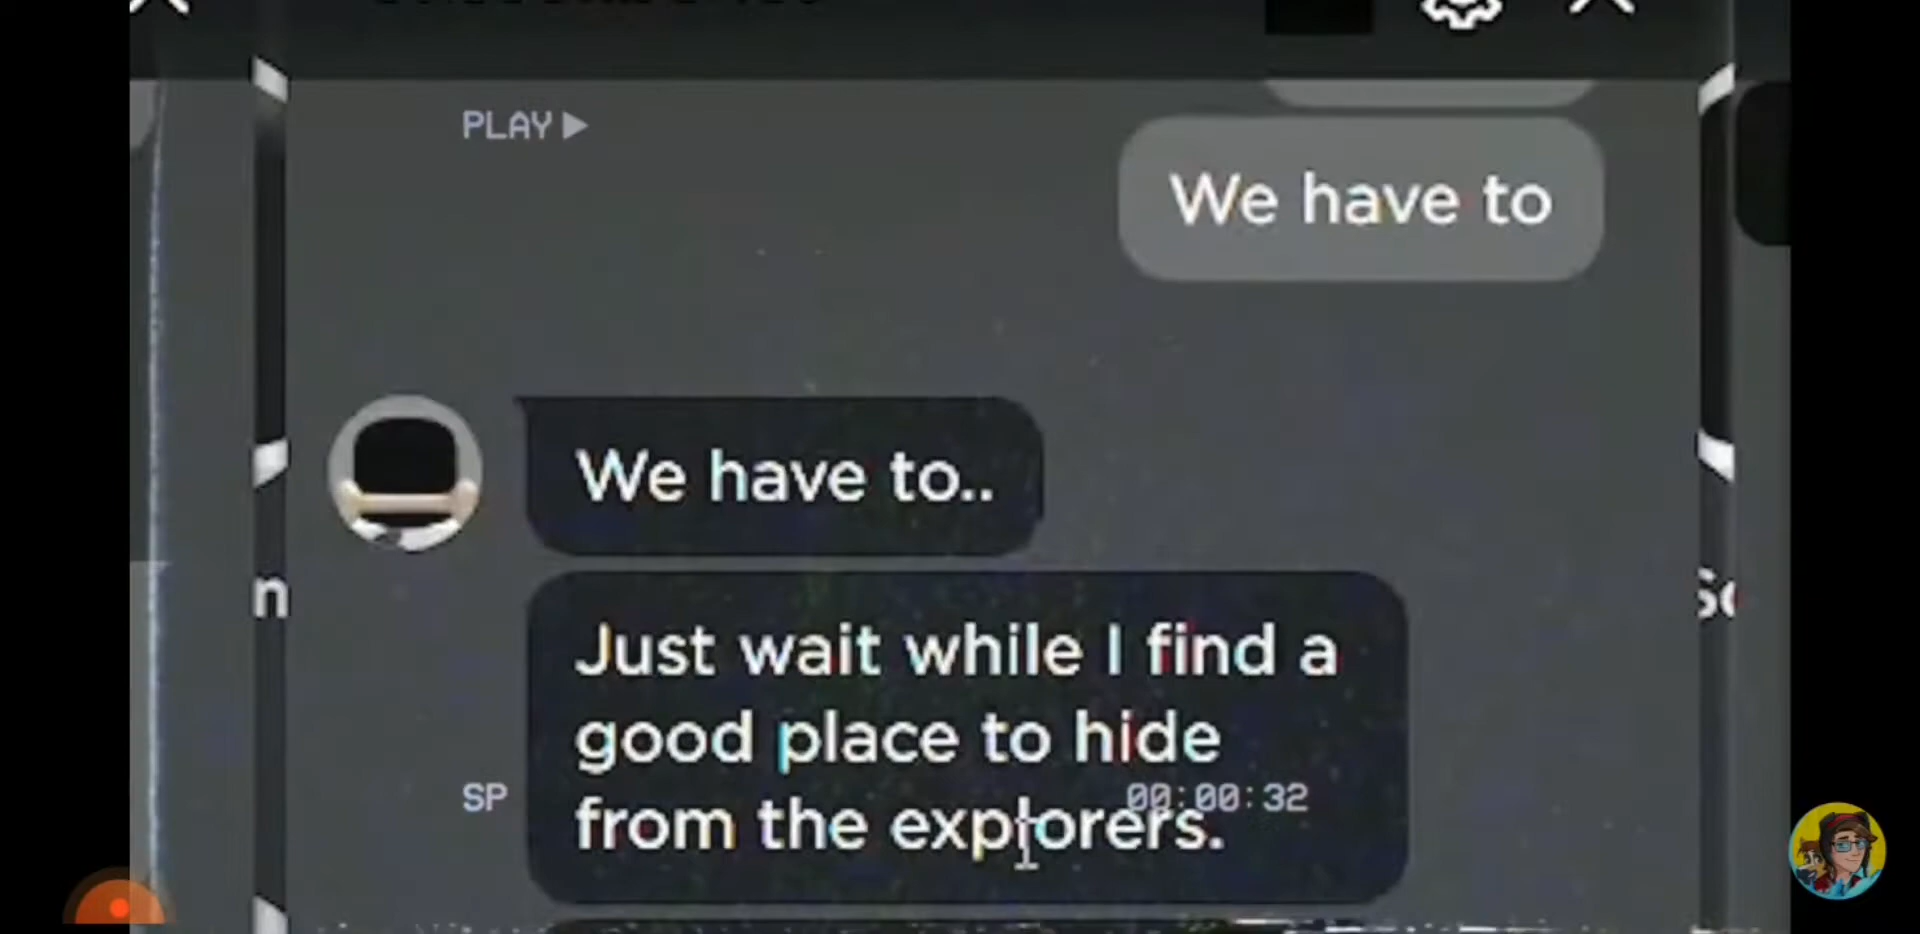 PLAY
We have to
We have to..
n
Just wait while I find a
good place to hide
SP
00:00:32
from the explorers.